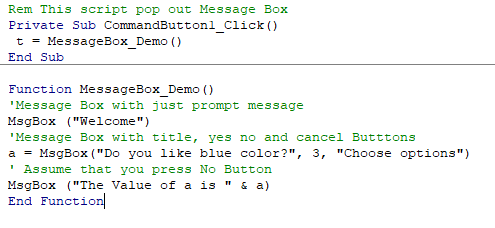 Rem This script pop out Message Box
Private Sub CommandButton1_Click()
t = MessageBox_Demo()
End Sub
Function MessageBox_Demo()
'Message Box with just prompt message
MsgBox ("Welcome")
'Message Box with title, yes no and cancel Butttons
a = MsgBox("Do you like blue color?", 3, "Choose options")
' Assume that you press No Button
MsgBox ("The Value of a is " & a)
End Function